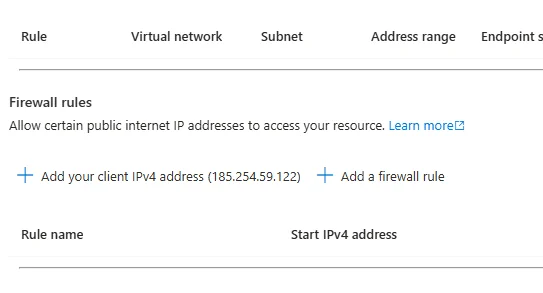 Rule Virtual network Subnet Address range Endpoint s
Firewall rules
Allow certain public internet IP addresses to access your resource. Learn more
Add your client IPv4 address (185.254.59.122) Add a firewall rule
Rule name Start IPv4 address